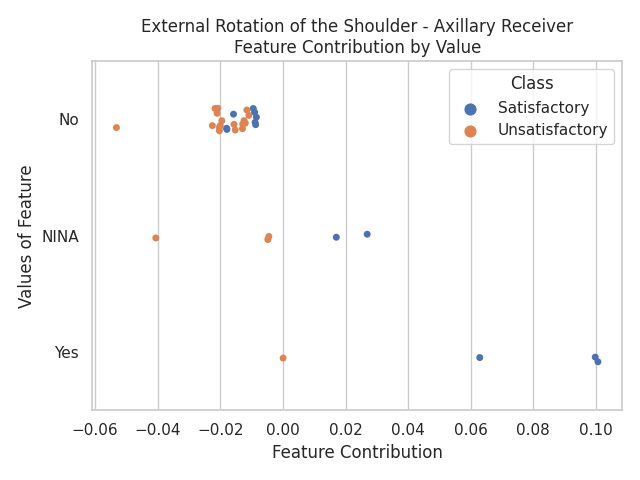 External Rotation of the Shoulder - Axillary Receiver
Feature Contribution by Value
Class
Satisfactory
Unsatisfactory
Values of Feature
No
NINA
Yes
−0.06 −0.04 −0.02 0.00 0.02 0.04 0.06 0.08 0.10
Feature Contribution